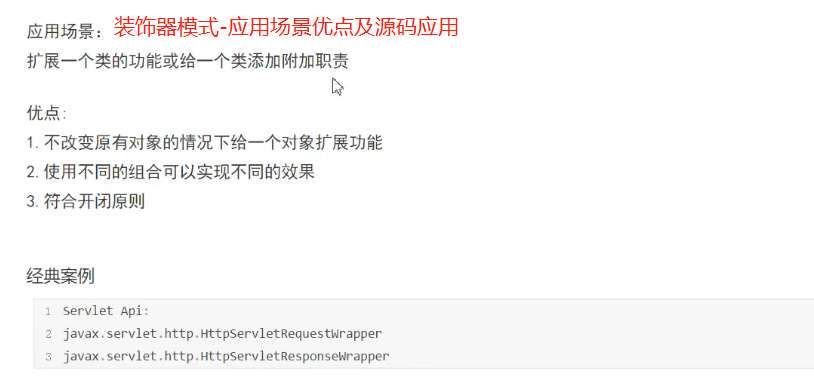 应用场景：装饰器模式-应用场景优点及源码应用
扩展一个类的功能或给一个类添加附加职责
优点:
1.不改变原有对象的情况下给一个对象扩展功能
2.使用不同的组合可以实现不同的效果
3.符合开闭原则
经典案例
1 Servlet Api:
2 javax.servlet.http.HttpServletRequestWrapper
3 javax.servlet.http.HttpServletResponseWrapper